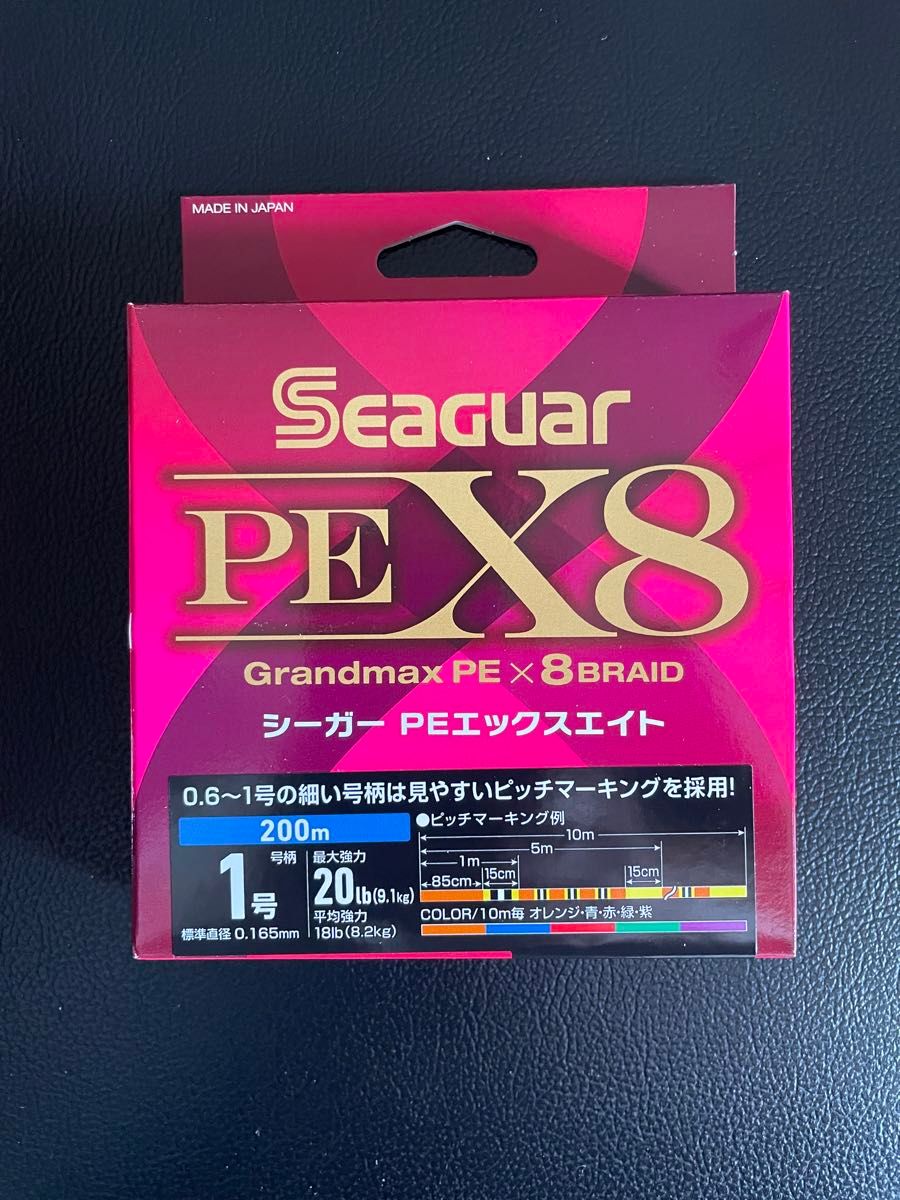 MADE IN JAPAN
Seaguar
PE X8
Grandmax PE × 8 BRAID
シーガー PEエックスエイト
0.6〜1号の細い号柄は見やすいピッチマーキングを採用!
200m
号柄
1号
標準直径 0.165mm
最大強力
20lb(9.1kg)
平均強力
18lb(8.2kg)
●ピッチマーキング例
10m
5m
1m
85cm
15cm
15cm
COLOR/10m毎 オレンジ・青・赤・緑・紫